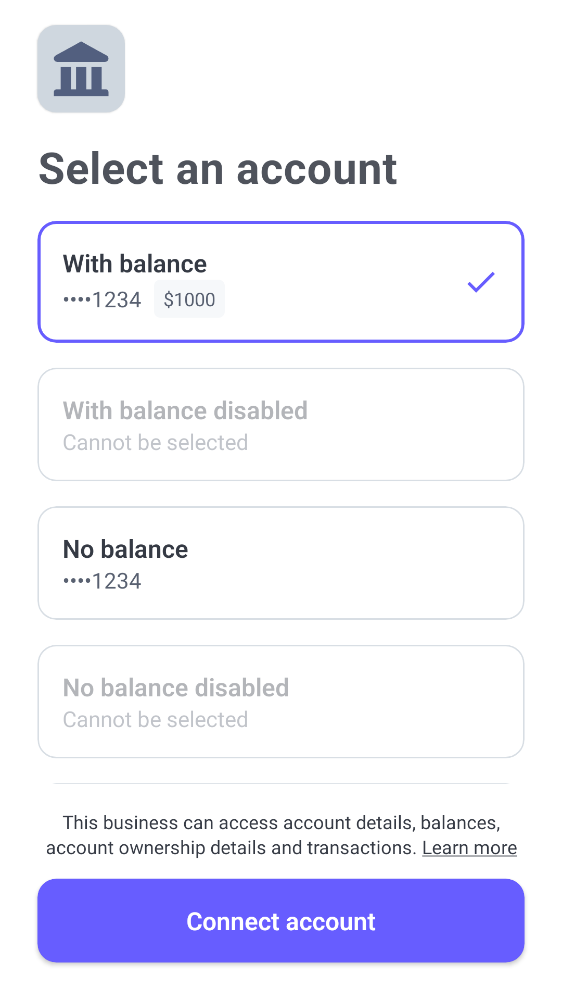 Select an account
With balance
••••1234 $1000
With balance disabled
Cannot be selected
No balance
••••1234
No balance disabled
Cannot be selected
This business can access account details, balances,
account ownership details and transactions. Learn more
Connect account